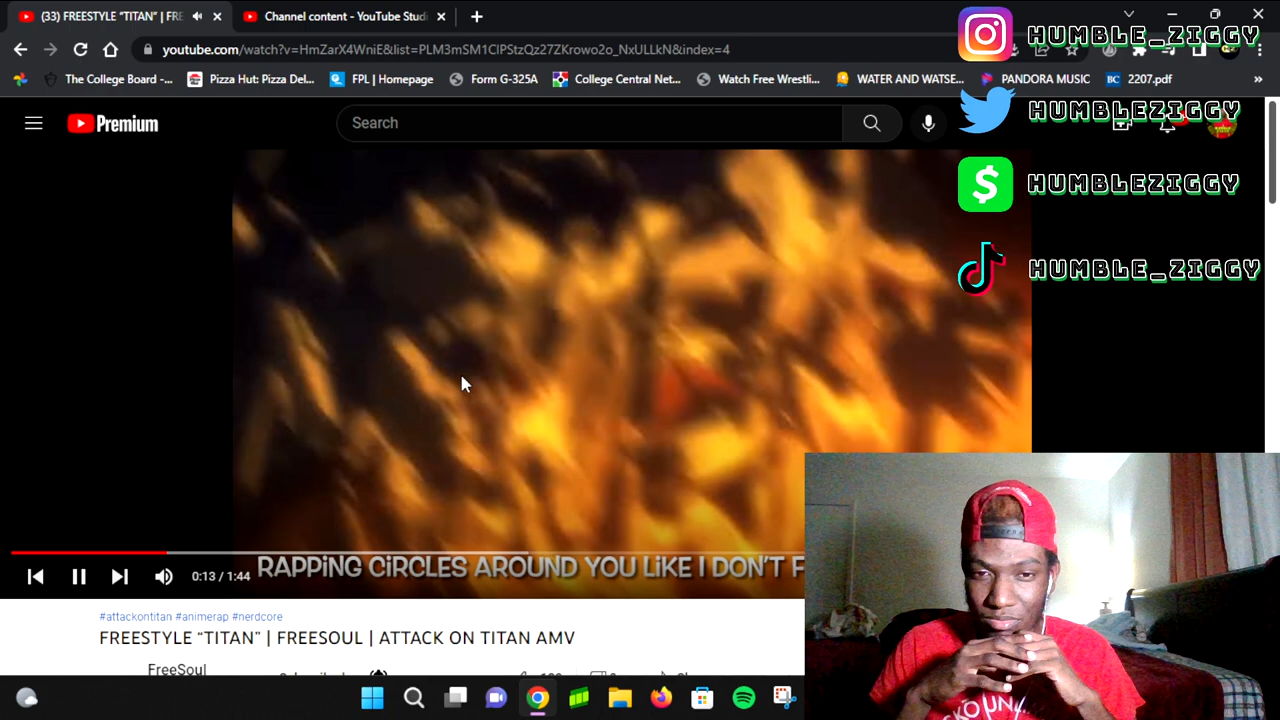 (33) FREESTYLE “TITAN” | FRE
Channel content - YouTube Stud
youtube.com/watch?v=HmZarX4WniE&list=PLM3mSM1ClPStzQz27ZKrowo2o_NxULLkN&index=4
HUMBLE_ZIGGY
The College Board -...
Pizza Hut: Pizza Del...
FPL | Homepage
Form G-325A
College Central Net...
Watch Free Wrestli...
WATER AND WATSE...
PANDORA MUSIC
BC 2207.pdf
Premium
Search
HUMBLEZIGGY
HUMBLEZIGGY
HUMBLE_ZIGGY
RAPPING CIRCLES AROUND YOU LIKE I DON'T F
0:13 / 1:44
#attackontitan #animerap #nerdcore
FREESTYLE “TITAN” | FREESOUL | ATTACK ON TITAN AMV
FreeSoul